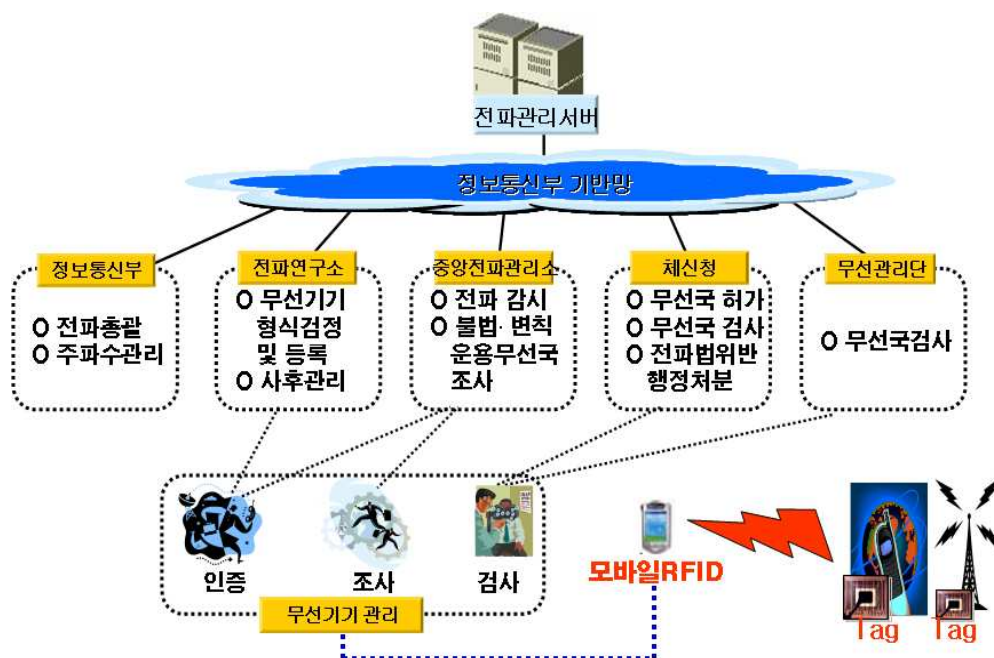 전파관리서버
정보통신부 기반망
정보통신부
O 전파총괄
O 주파수관리
전파연구소
O 무선기기
형식검정
및 등록
O 사후관리
중앙전파관리소
O 전파 감시
O 불법· 변칙
운용무선국
조사
체신청
O 무선국 허가
O 무선국 검사
O 전파법위반
행정처분
무선관리단
O 무선국검사
인증
조사
검사
무선기기 관리
모바일RFID
Tag
Tag